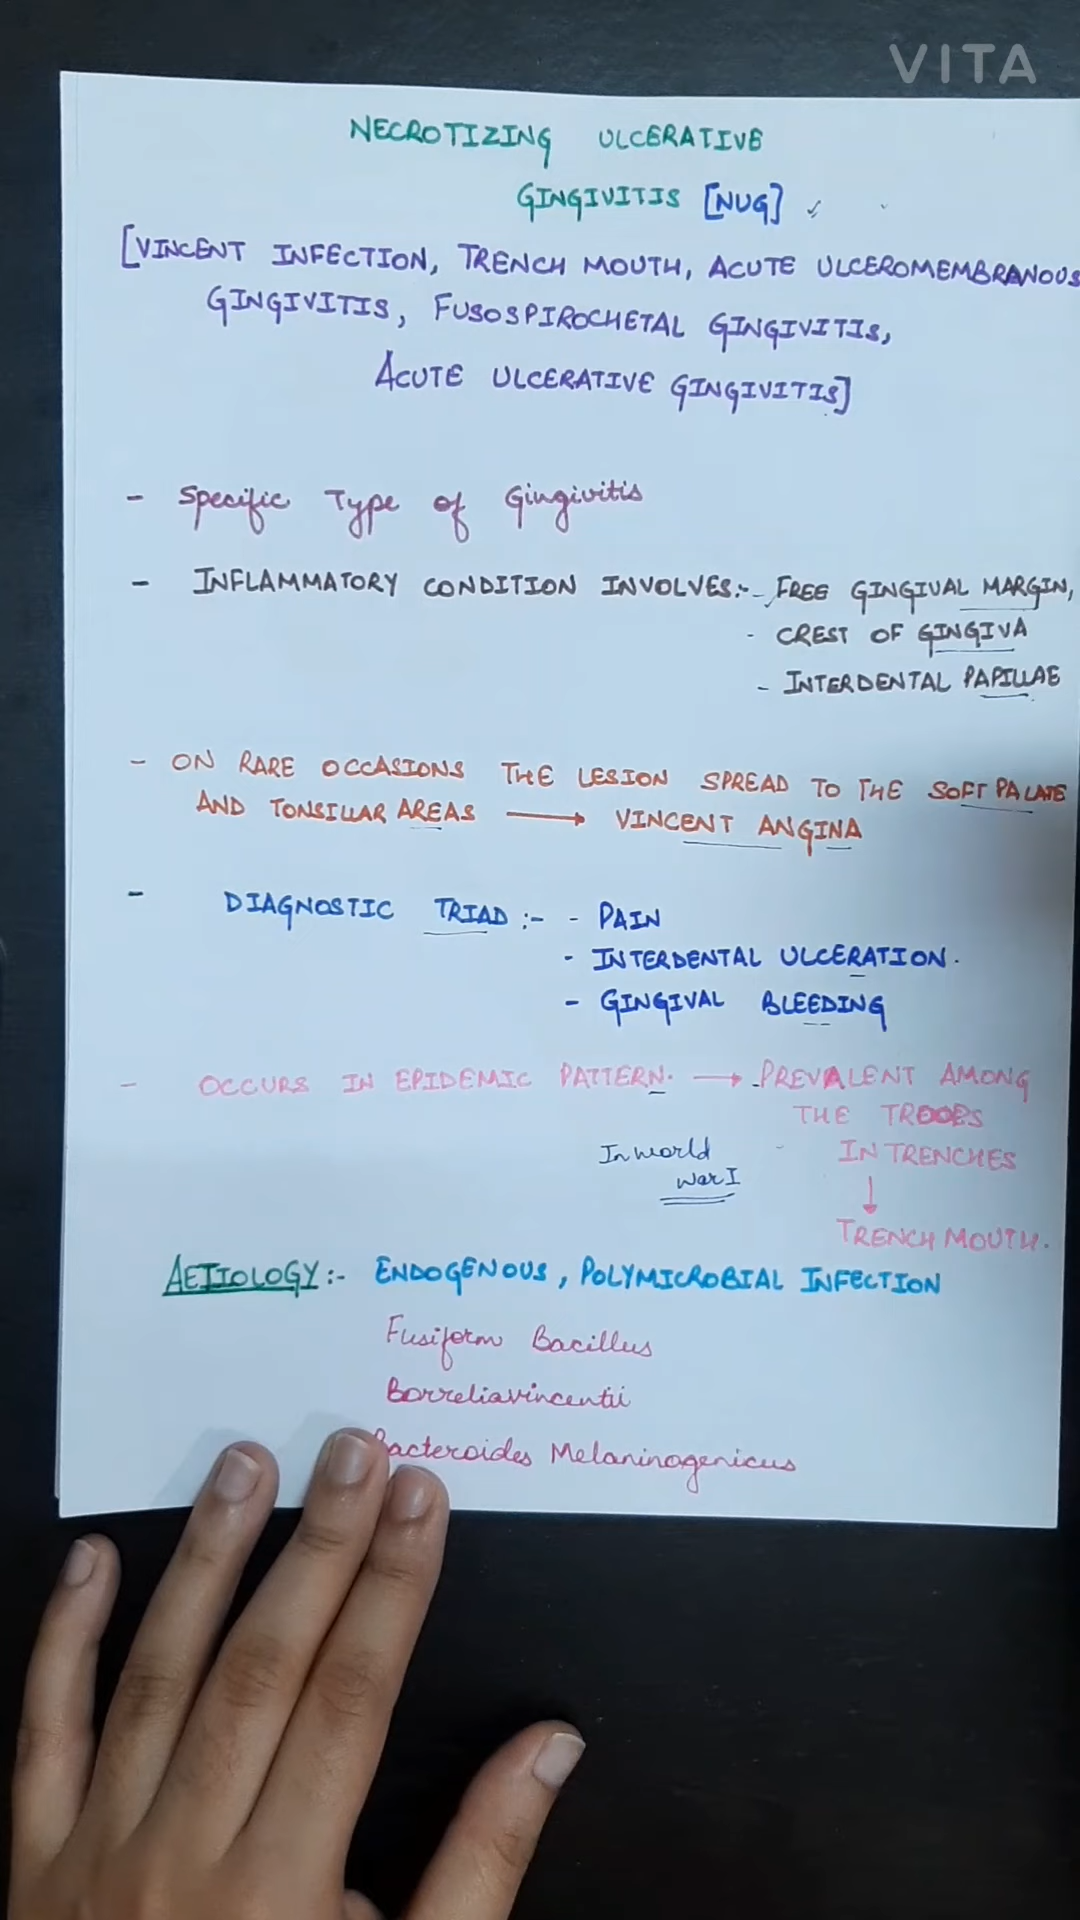 VITA
NECROTIZING ULCERATIVE
GINGIVITIS [NUG]
[VINCENT INFECTION, TRENCH MOUTH, ACUTE ULCEROMEMBRANOUS
GINGIVITIS, FUSOSPIROCHETAL GINGIVITIS,
ACUTE ULCERATIVE GINGIVITIS]
- Specific Type of Gingivitis
- INFLAMMATORY CONDITION INVOLVES:- - FREE GINGIVAL MARGIN,
- CREST OF GINGIVA
- INTERDENTAL PAPILLAE
- ON RARE OCCASIONS THE LESION SPREAD TO THE SOFT PALATE
AND TONSILLAR AREAS → VINCENT ANGINA
- DIAGNOSTIC TRIAD :- - PAIN
- INTERDENTAL ULCERATION.
- GINGIVAL BLEEDING
- OCCURS IN EPIDEMIC PATTERN. → PREVALENT AMONG
THE TROOPS
In world IN TRENCHES
War I ↓
TRENCH MOUTH.
AETIOLOGY:- ENDOGENOUS, POLYMICROBIAL INFECTION
Fusiform Bacillus
Borreliavincentii
Bacteroides Melaninogenicus